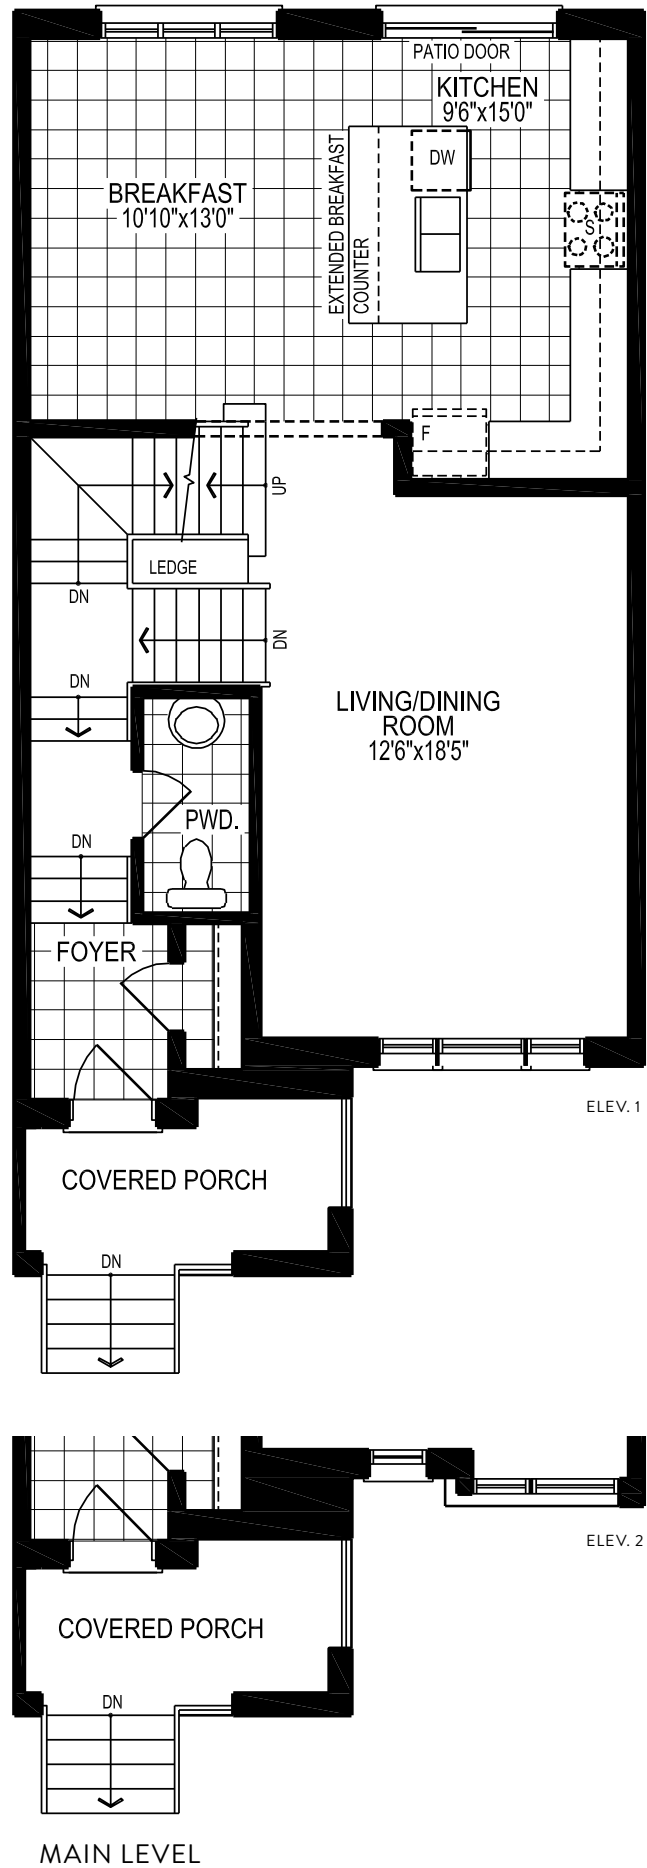 PATIO DOOR
KITCHEN
9'6"x15'0"
DW
BREAKFAST
10'10"x13'0"
EXTENDED BREAKFAST
COUNTER
S
F
UP
LEDGE
DN
DN
DN
LIVING/DINING
ROOM
12'6"x18'5"
PWD.
DN
FOYER
ELEV. 1
COVERED PORCH
DN
ELEV. 2
COVERED PORCH
DN
MAIN LEVEL